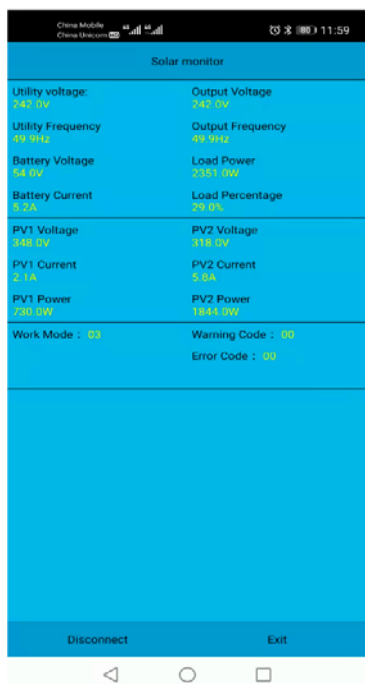 China Mobile
China Unicom HD
46 46
80 11:59
Solar monitor
Utility voltage:
242.0V
Output Voltage
242.0V
Utility Frequency
49.9Hz
Output Frequency
49.9Hz
Battery Voltage
54.0V
Load Power
2351.0W
Battery Current
5.2A
Load Percentage
29.0%
PV1 Voltage
348.0V
PV2 Voltage
318.0V
PV1 Current
2.1A
PV2 Current
5.8A
PV1 Power
730.0W
PV2 Power
1844.0W
Work Mode : 03
Warning Code : 00
Error Code : 00
Disconnect
Exit